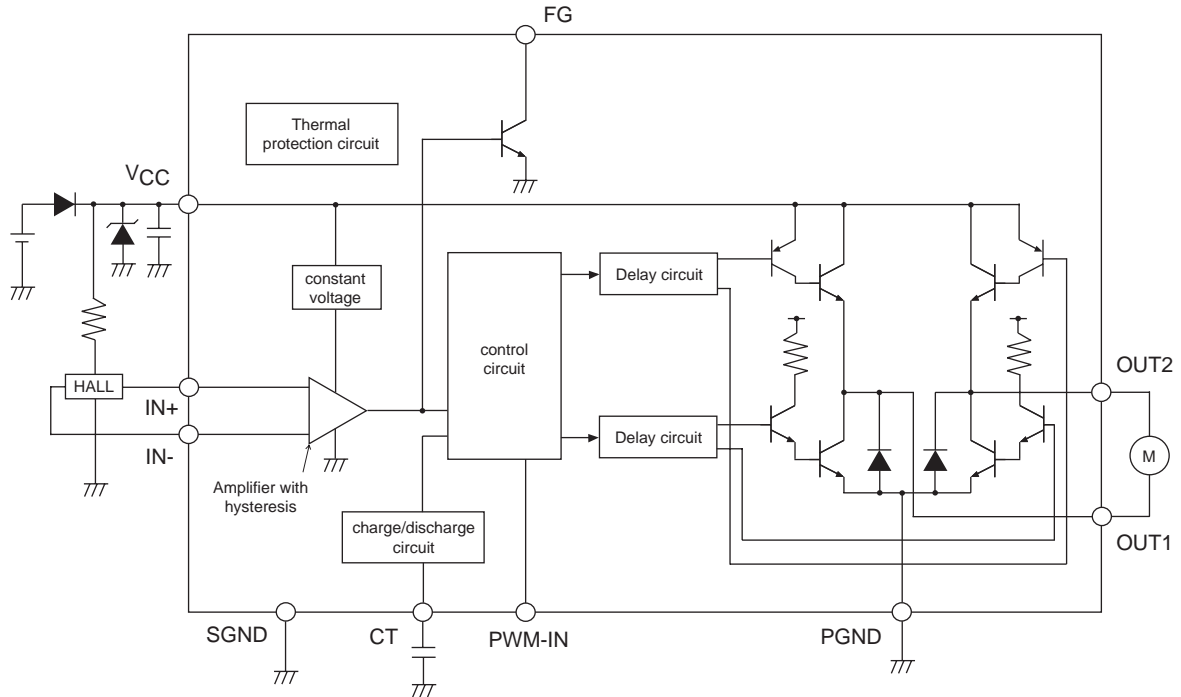 FG
Thermal
protection circuit
VCC
constant
voltage
Delay circuit
control
circuit
HALL
IN+
IN-
OUT2
Delay circuit
M
Amplifier with
hysteresis
charge/discharge
circuit
OUT1
SGND
CT
PWM-IN
PGND